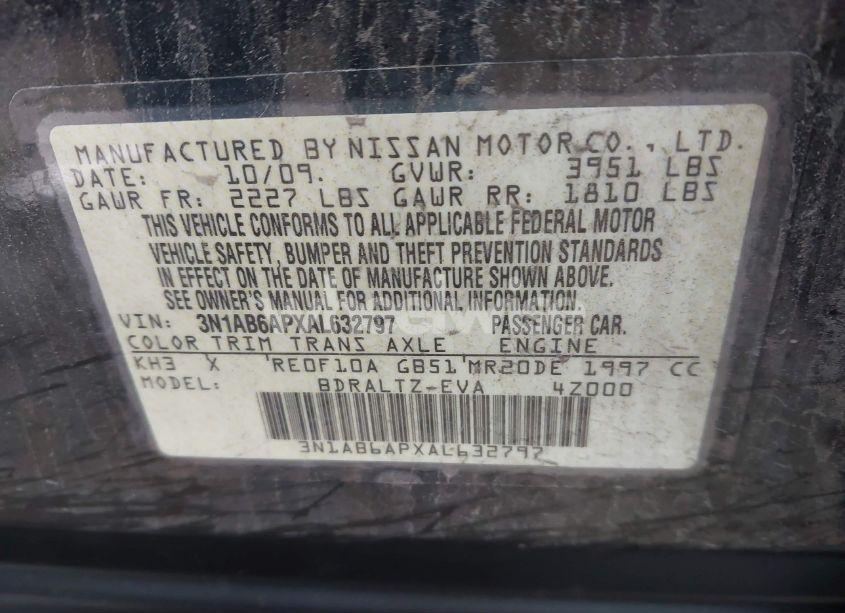 MANUFACTURED BY NISSAN MOTOR CO., LTD.
DATE: 10/09. GVWR: 3951 LBS
GAWR FR: 2227 LBS GAWR RR: 1810 LBS
THIS VEHICLE CONFORMS TO ALL APPLICABLE FEDERAL MOTOR
VEHICLE SAFETY, BUMPER AND THEFT PREVENTION STANDARDS
IN EFFECT ON THE DATE OF MANUFACTURE SHOWN ABOVE.
SEE OWNER'S MANUAL FOR ADDITIONAL INFORMATION.
VIN: 3N1AB6APXAL632797 PASSENGER CAR.
COLOR TRIM TRANS AXLE ENGINE
KH3 X 'RE0F10A GB51'MR20DE 1997 CC
MODEL: BDRALTZ-EVA 4Z000
3N1AB6APXAL632797